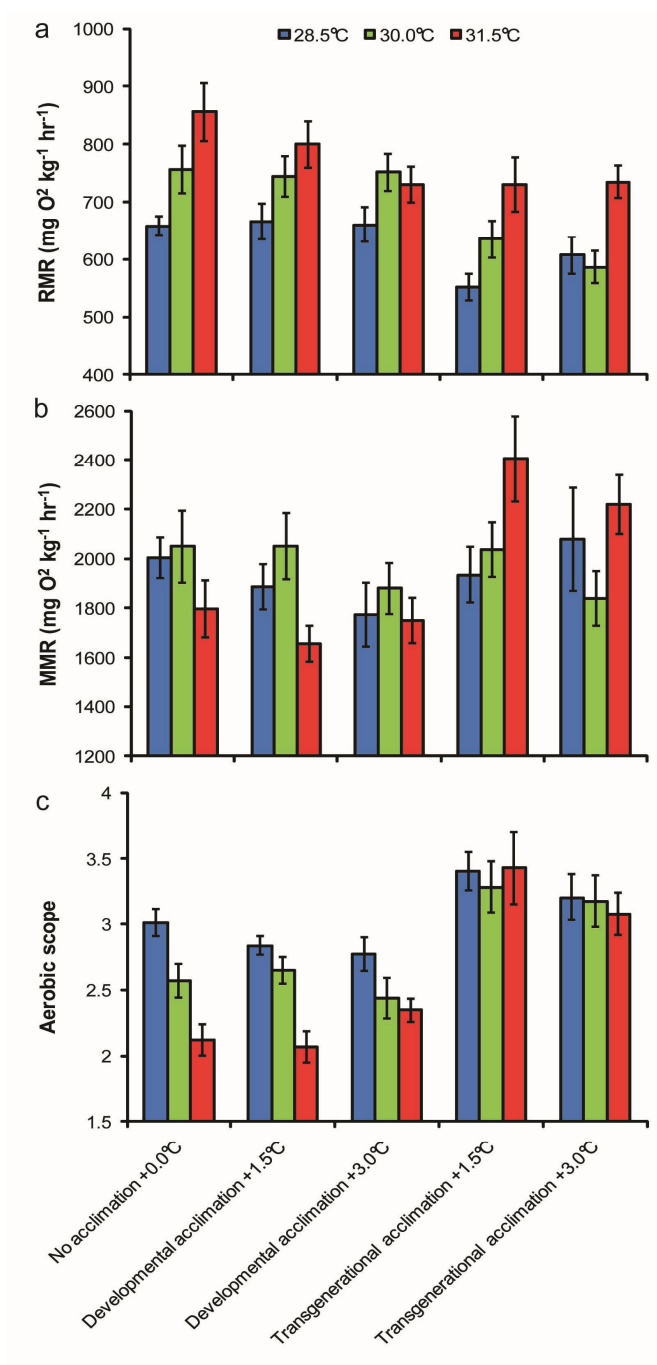 a
28.5℃ 30.0℃ 31.5℃
1000
900
800
700
600
500
400
RMR (mg O² kg⁻¹ hr⁻¹)
b
2600
2400
2200
2000
1800
1600
1400
1200
MMR (mg O² kg⁻¹ hr⁻¹)
c
4
3.5
3
2.5
2
1.5
Aerobic scope
No acclimation +0.0℃
Developmental acclimation +1.5℃
Developmental acclimation +3.0℃
Transgenerational acclimation +1.5℃
Transgenerational acclimation +3.0℃